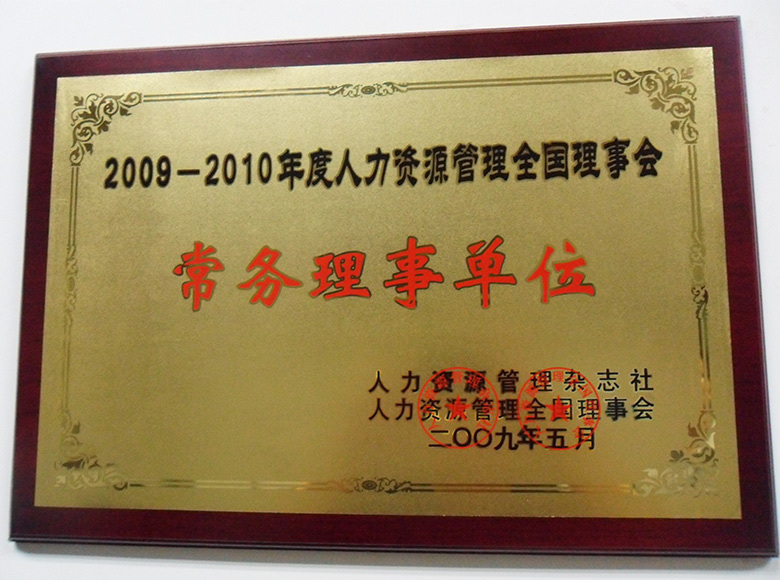 2009－2010年度人力资源管理全国理事会
常务理事单位
人力资源管理杂志社
人力资源管理全国理事会
二〇〇九年五月